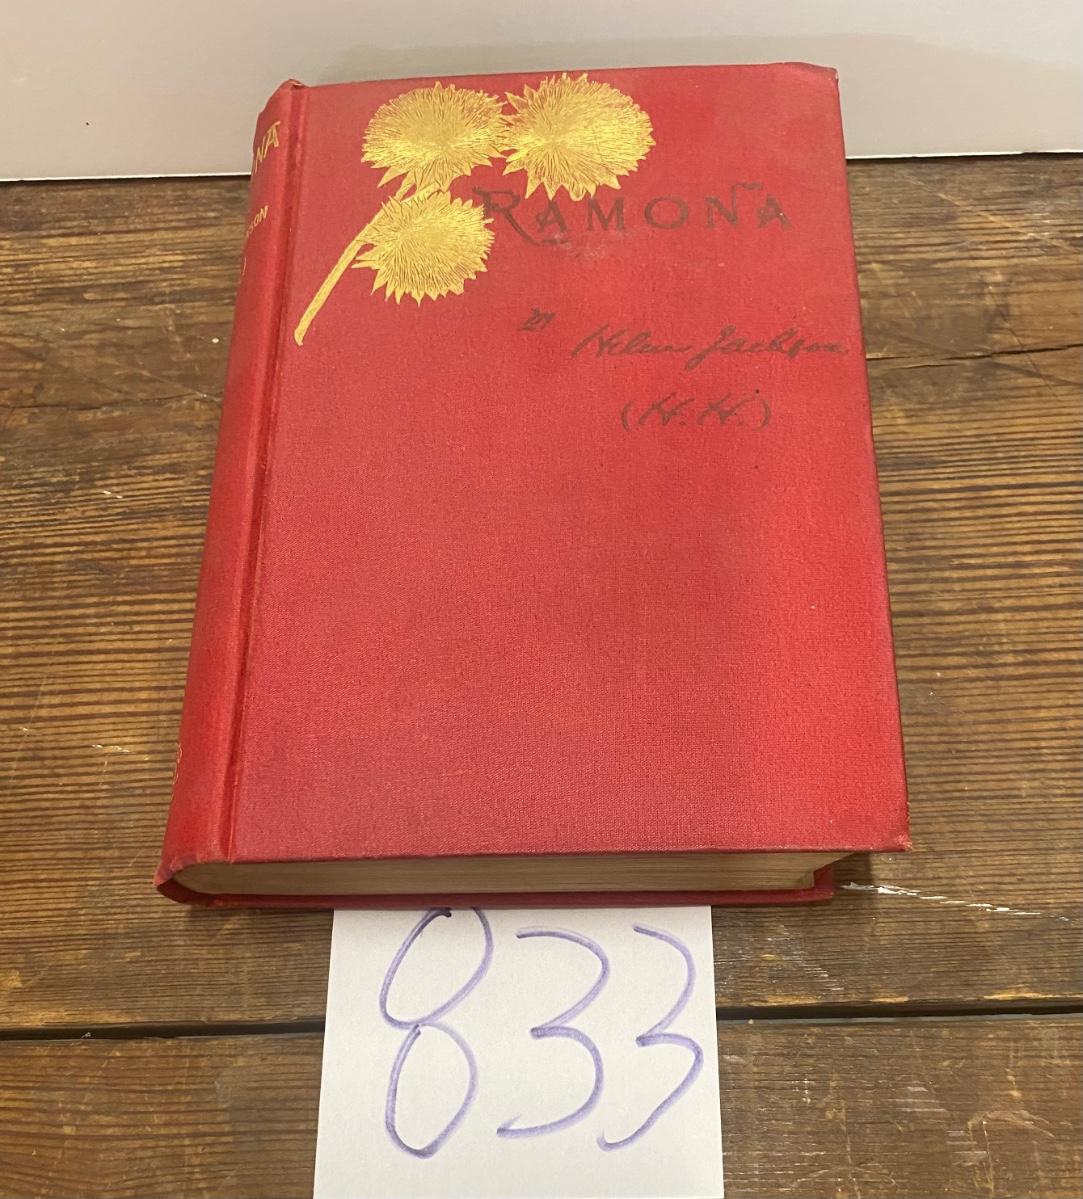 RAMONA
by
Helen Jackson
(H.H.)
833